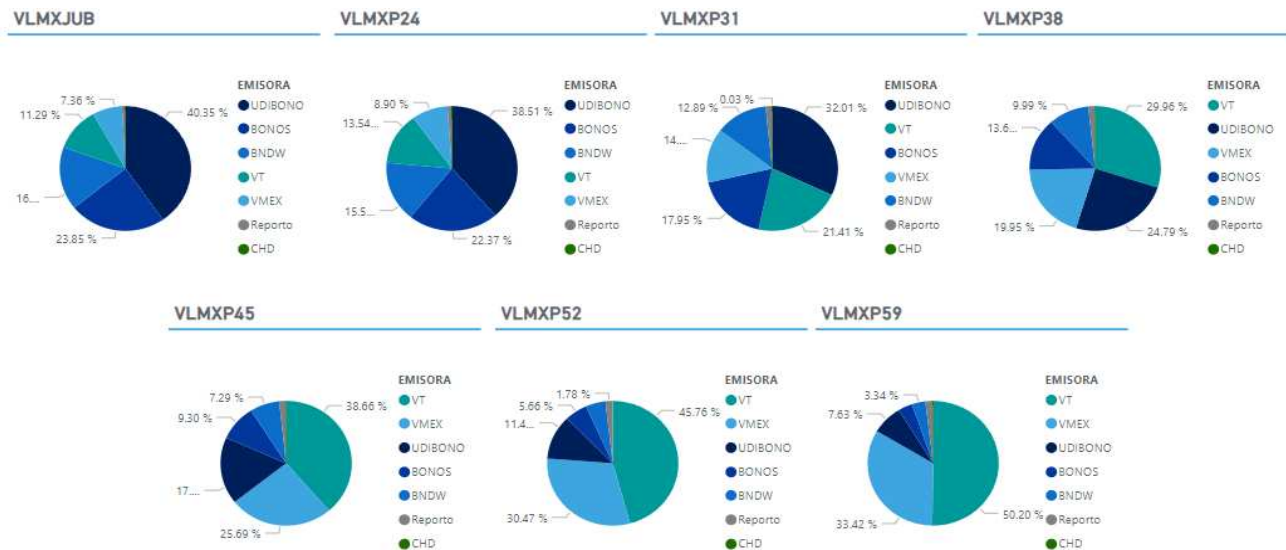 VLMXJUB
EMISORA
7.36 %
11.29 %
40.35 %
16....
23.85 %
UDIBONO
BONOS
BNDW
VT
VMEX
Reporto
CHD
VLMXP24
EMISORA
8.90 %
13.54...
38.51 %
15.5...
22.37 %
UDIBONO
BONOS
BNDW
VT
VMEX
Reporto
CHD
VLMXP31
EMISORA
0.03 %
12.89 %
32.01 %
14....
17.95 %
21.41 %
UDIBONO
VT
BONOS
VMEX
BNDW
Reporto
CHD
VLMXP38
EMISORA
9.99 %
29.96 %
13.6...
19.95 %
24.79 %
VT
UDIBONO
VMEX
BONOS
BNDW
Reporto
CHD
VLMXP45
EMISORA
7.29 %
9.30 %
38.66 %
17....
25.69 %
VT
VMEX
UDIBONO
BONOS
BNDW
Reporto
CHD
VLMXP52
EMISORA
1.78 %
5.66 %
45.76 %
11.4...
30.47 %
VT
VMEX
UDIBONO
BONOS
BNDW
Reporto
CHD
VLMXP59
EMISORA
3.34 %
7.63 %
33.42 %
50.20 %
VT
VMEX
UDIBONO
BONOS
BNDW
Reporto
CHD